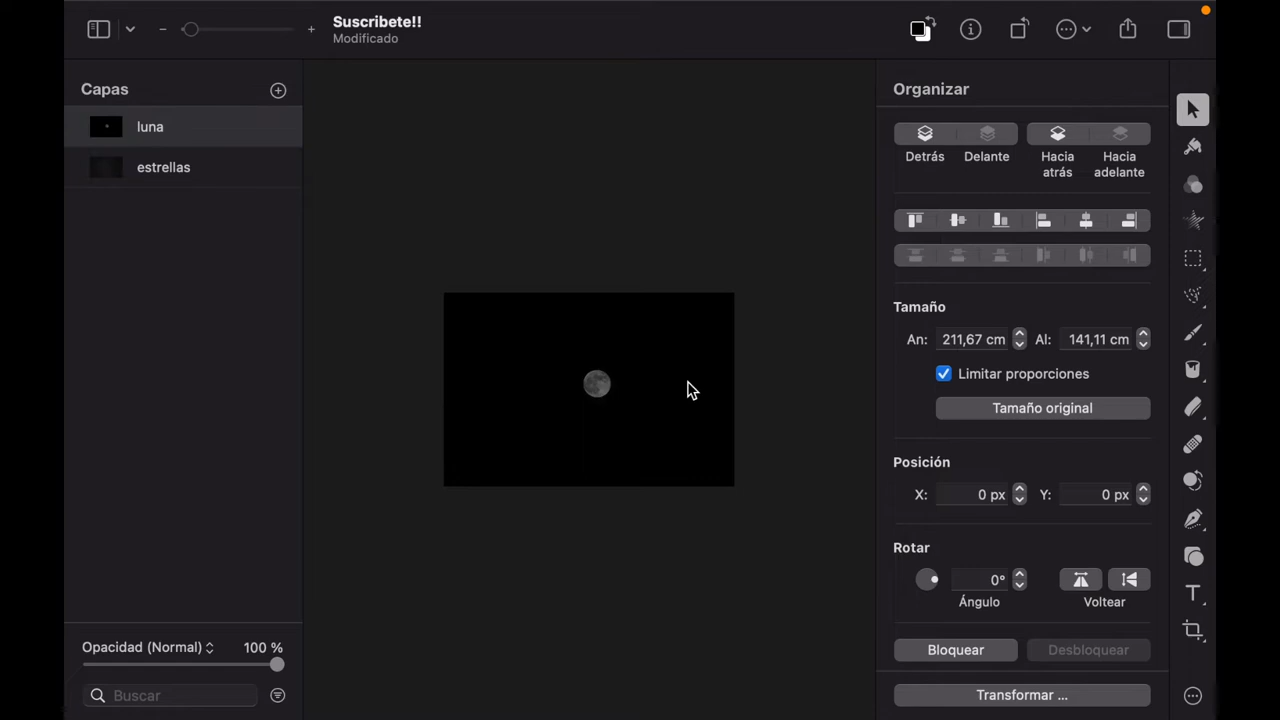 Suscribete!!
Modificado
Capas
luna
estrellas
Opacidad (Normal) 100 %
Buscar
Organizar
Detrás Delante Hacia atrás Hacia adelante
Tamaño
An: 211,67 cm Al: 141,11 cm
Limitar proporciones
Tamaño original
Posición
X: 0 px Y: 0 px
Rotar
0°
Ángulo Voltear
Bloquear Desbloquear
Transformar ...